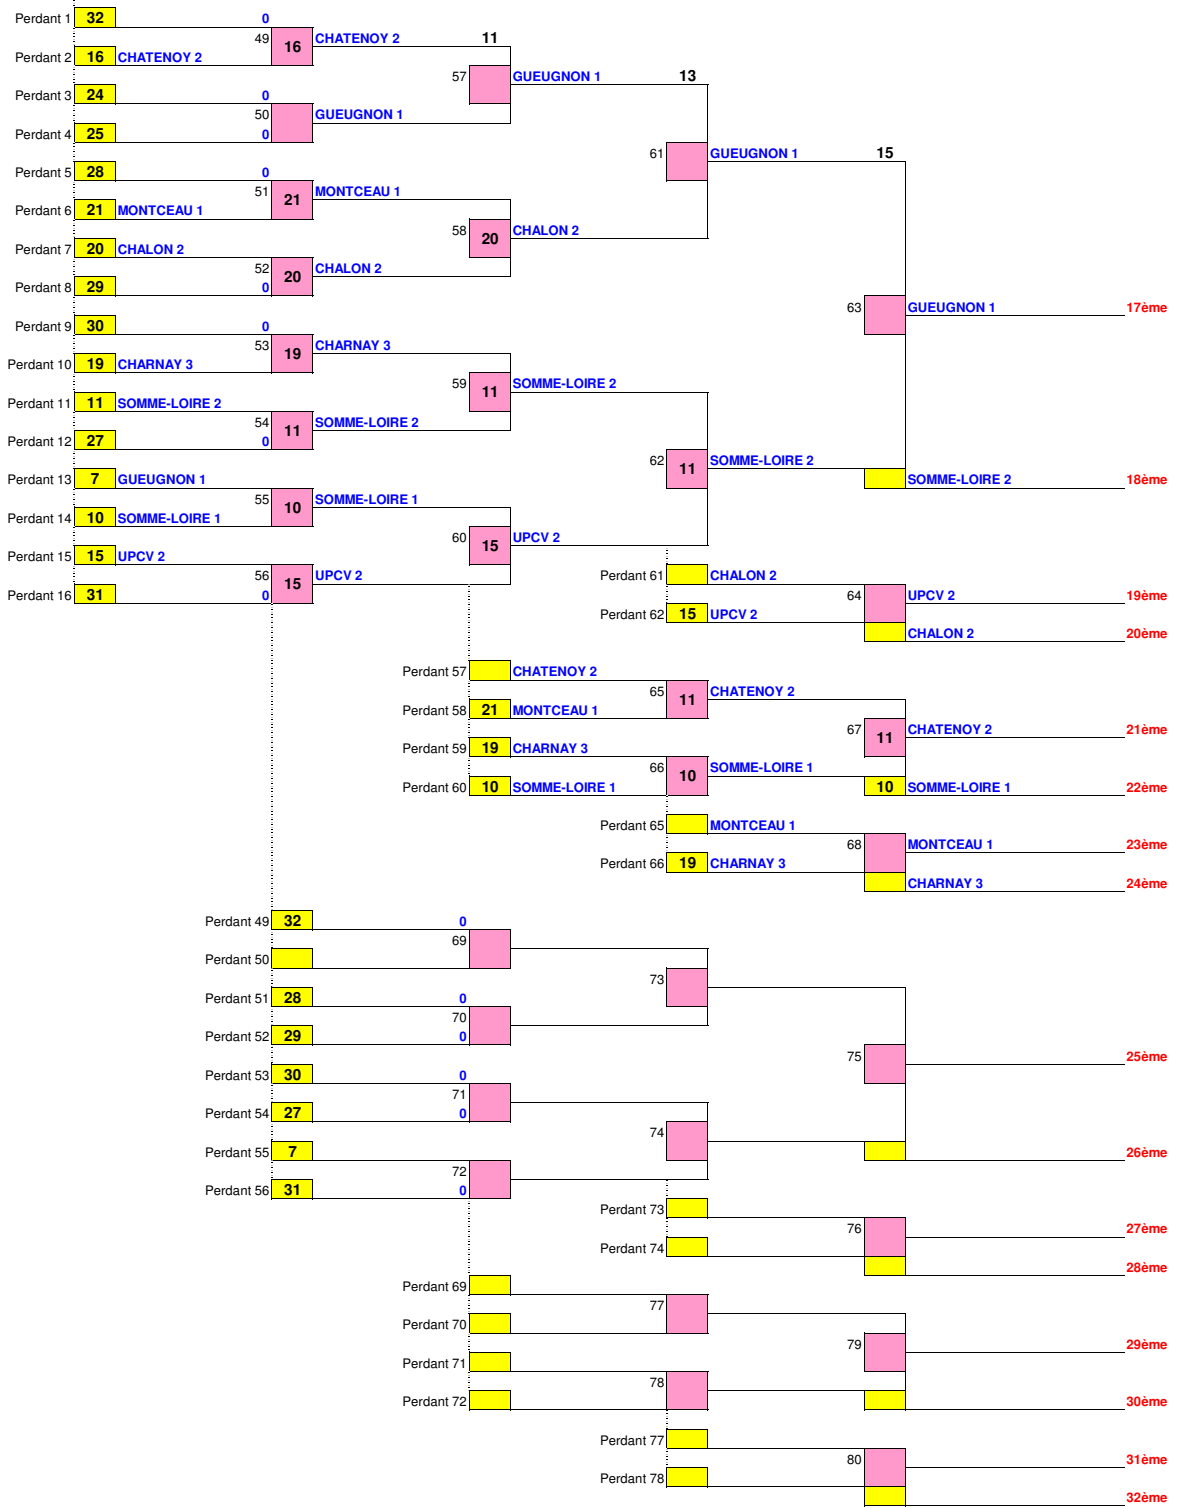 Perdant 1 32 0
49 16 CHATENOY 2 11
Perdant 2 16 CHATENOY 2
57 GUEUGNON 1 13
Perdant 3 24 0
50 GUEUGNON 1
Perdant 4 25 0
61 GUEUGNON 1 15
Perdant 5 28 0
51 21 MONTCEAU 1
Perdant 6 21 MONTCEAU 1
58 20 CHALON 2
Perdant 7 20 CHALON 2
52 20 CHALON 2
Perdant 8 29 0
63 GUEUGNON 1 17ème
Perdant 9 30 0
53 19 CHARNAY 3
Perdant 10 19 CHARNAY 3
59 11 SOMME-LOIRE 2
Perdant 11 11 SOMME-LOIRE 2
54 11 SOMME-LOIRE 2
Perdant 12 27 0
62 11 SOMME-LOIRE 2
Perdant 13 7 GUEUGNON 1
SOMME-LOIRE 2 18ème
55 10 SOMME-LOIRE 1
Perdant 14 10 SOMME-LOIRE 1
60 15 UPCV 2
Perdant 15 15 UPCV 2
56 15 UPCV 2
Perdant 61 CHALON 2
Perdant 16 31 0
64 UPCV 2 19ème
Perdant 62 15 UPCV 2
CHALON 2 20ème
Perdant 57 CHATENOY 2
65 11 CHATENOY 2
Perdant 58 21 MONTCEAU 1
67 11 CHATENOY 2 21ème
Perdant 59 19 CHARNAY 3
66 10 SOMME-LOIRE 1
Perdant 60 10 SOMME-LOIRE 1
10 SOMME-LOIRE 1 22ème
Perdant 65 MONTCEAU 1
68 MONTCEAU 1 23ème
Perdant 66 19 CHARNAY 3
CHARNAY 3 24ème
Perdant 49 32 0
69
Perdant 50
73
Perdant 51 28 0
70
Perdant 52 29 0
75 25ème
Perdant 53 30 0
71
Perdant 54 27 0
74
Perdant 55 7
26ème
72
Perdant 56 31 0
Perdant 73
76 27ème
Perdant 74
28ème
Perdant 69
77
Perdant 70
79 29ème
Perdant 71
78
Perdant 72
30ème
Perdant 77
80 31ème
Perdant 78
32ème